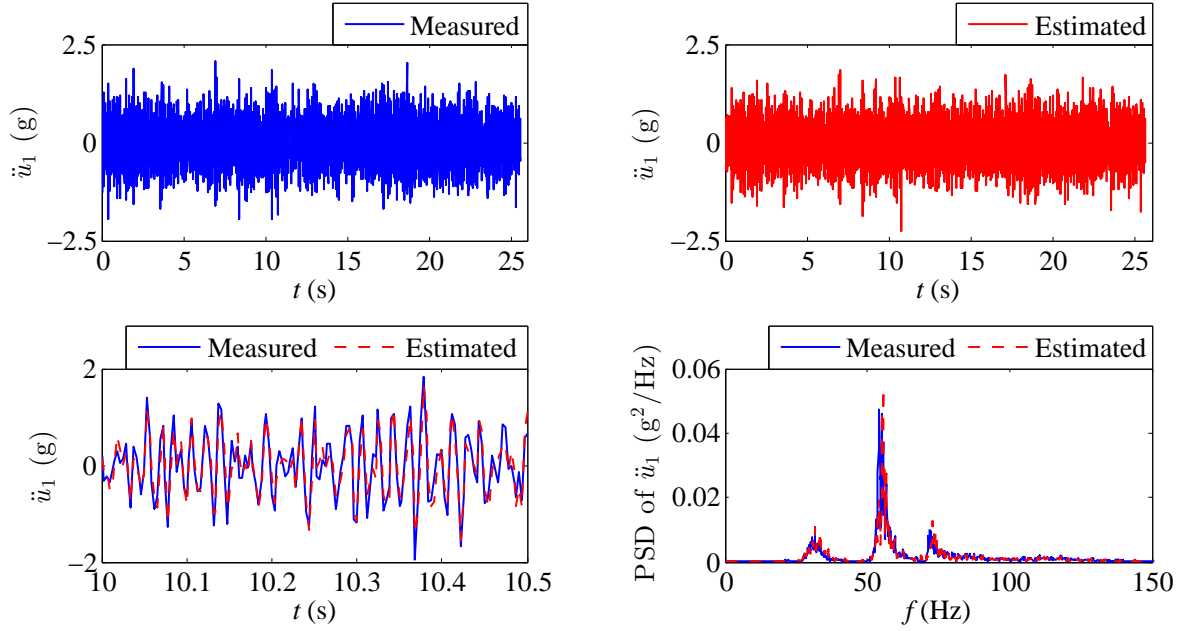 Measured
2.5
0
−2.5
ü₁ (g)
0 5 10 15 20 25
t (s)
Estimated
2.5
0
−2.5
ü₁ (g)
0 5 10 15 20 25
t (s)
Measured Estimated
2
0
−2
ü₁ (g)
10 10.1 10.2 10.3 10.4 10.5
t (s)
Measured Estimated
0.06
0.04
0.02
0
PSD of ü₁ (g²/Hz)
0 50 100 150
f (Hz)